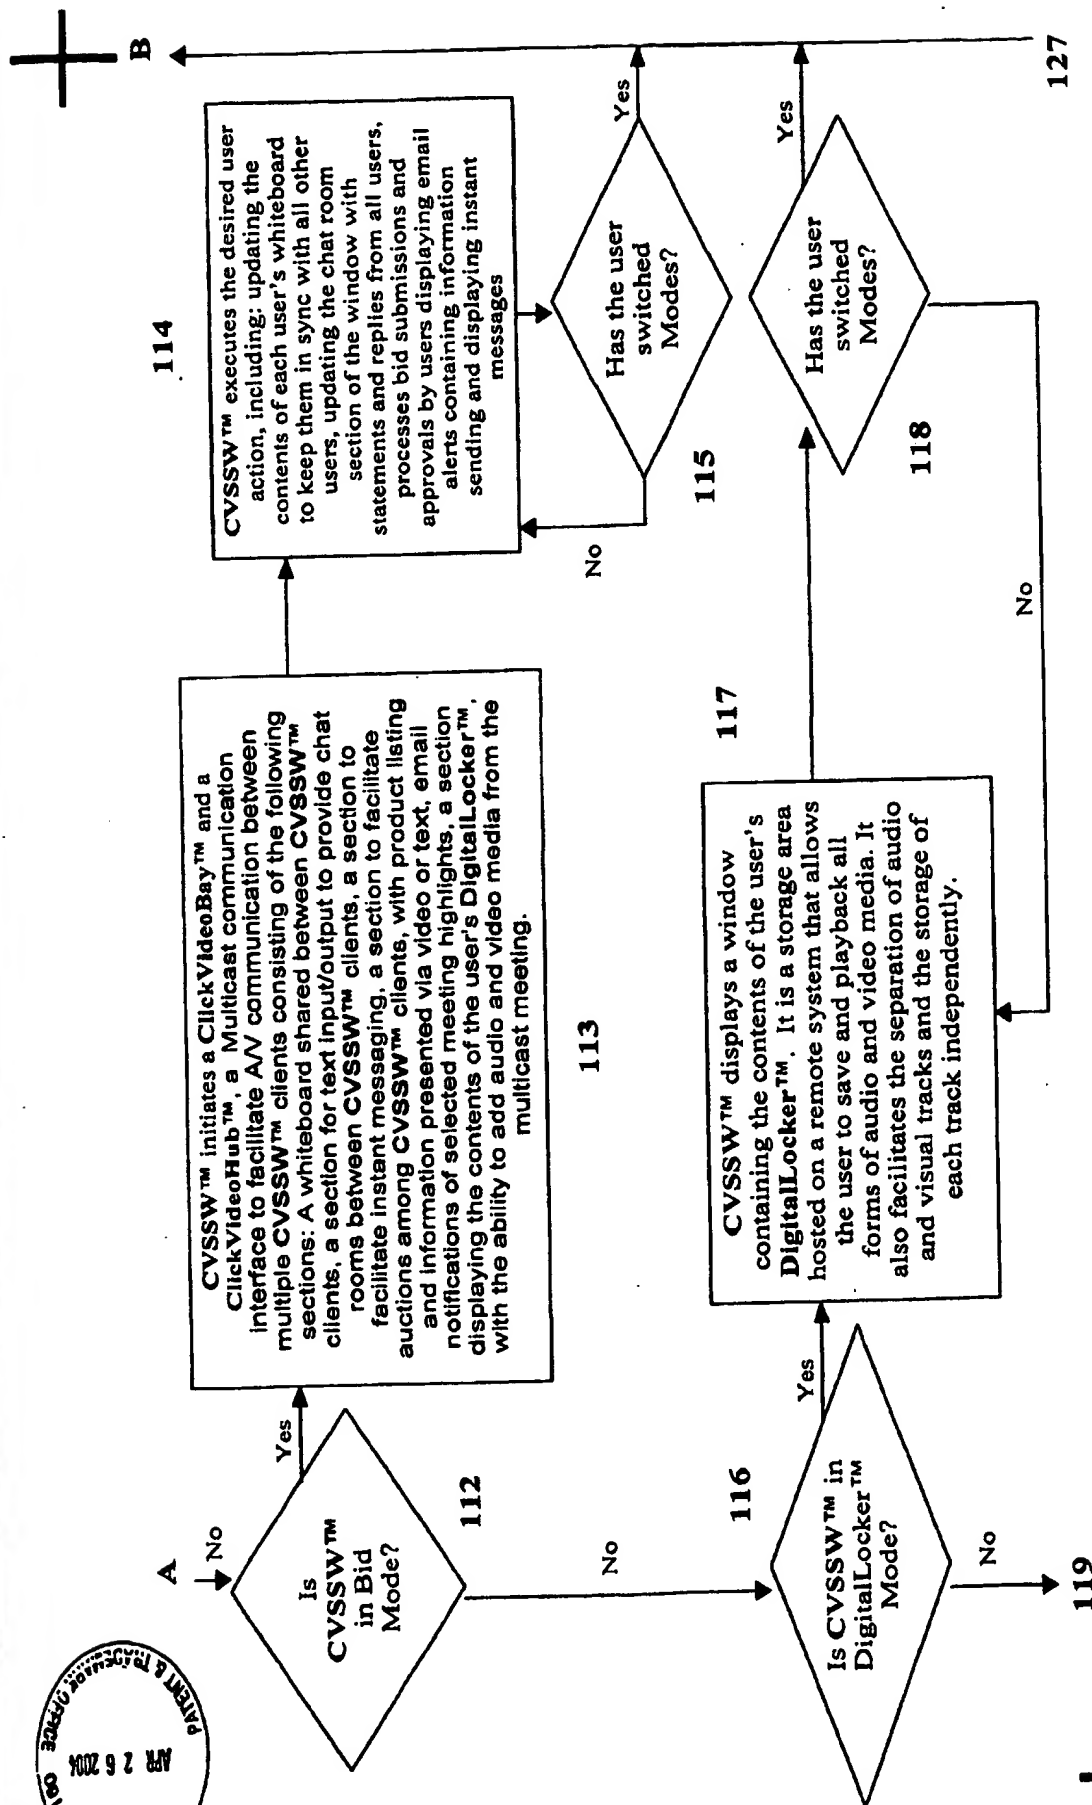 B
A
No
Is
CVSSW™
in Bid
Mode?
112
Yes
CVSSW™ initiates a ClickVideoBay™ and a
ClickVideoHub™, a Multicast communication
interface to facilitate A/V communication between
multiple CVSSW™ clients consisting of the following
sections: A whiteboard shared between CVSSW™
clients, a section for text input/output to provide chat
rooms between CVSSW™ clients, a section to
facilitate instant messaging, a section to facilitate
auctions among CVSSW™ clients, with product listing
and information presented via video or text, email
notifications of selected meeting highlights, a section
displaying the contents of the user's DigitalLocker™,
with the ability to add audio and video media from the
multicast meeting.
113
114
CVSSW™ executes the desired user
action, including: updating the
contents of each user's whiteboard
to keep them in sync with all other
users, updating the chat room
section of the window with
statements and replies from all users,
processes bid submissions and
approvals by users displaying email
alerts containing information
sending and displaying instant
messages
Has the user
switched
Modes?
115
Yes
No
No
116
Is CVSSW™ in
DigitalLocker™
Mode?
Yes
No
119
117
CVSSW™ displays a window
containing the contents of the user's
DigitalLocker™. It is a storage area
hosted on a remote system that allows
the user to save and playback all
forms of audio and video media. It
also facilitates the separation of audio
and visual tracks and the storage of
each track independently.
Has the user
switched
Modes?
118
Yes
No
127
APR 26 2004
PATENT & TRADEMARK OFFICE